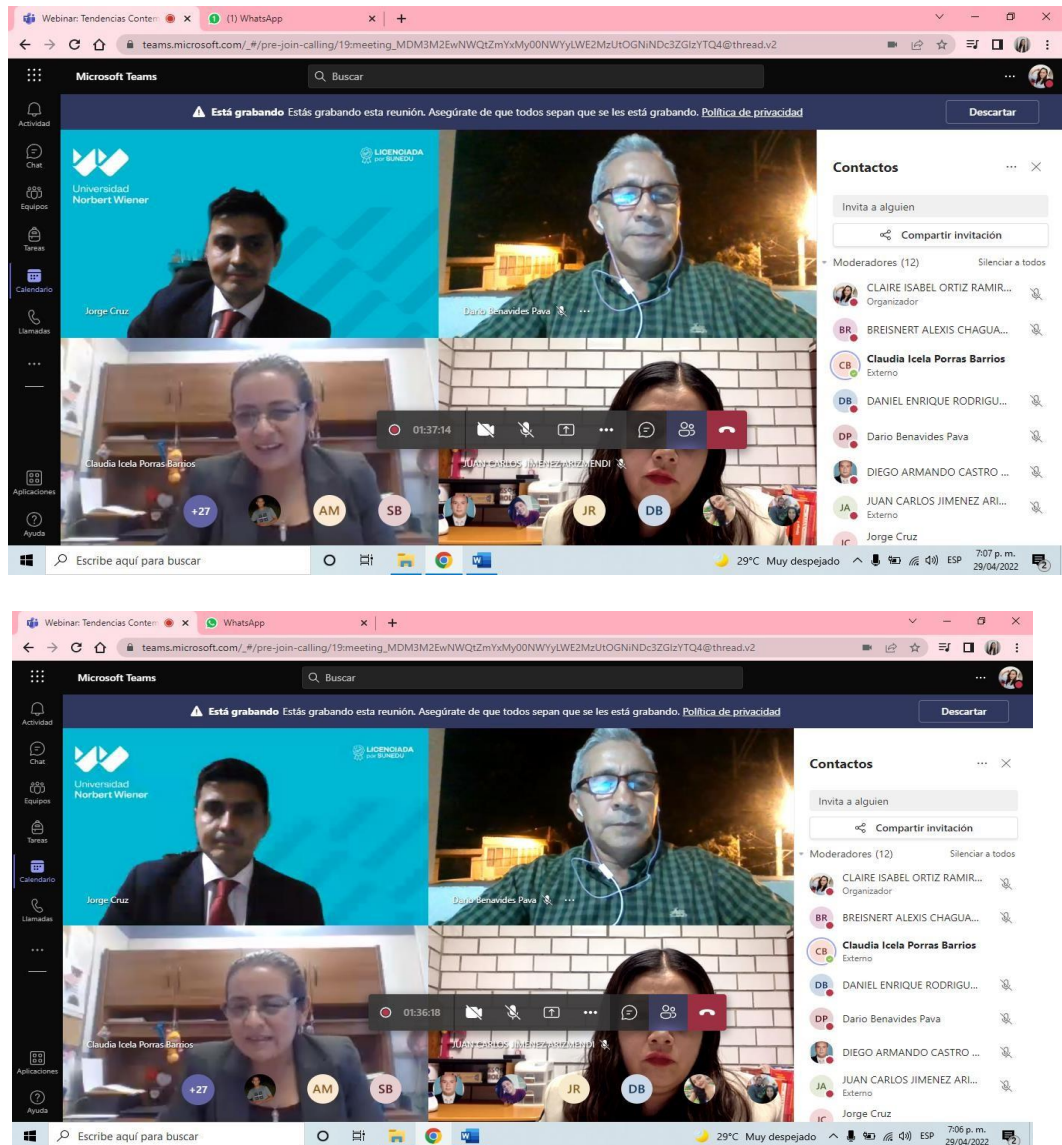 Webinar: Tendencias Contem
(1) WhatsApp
teams.microsoft.com/_#/pre-join-calling/19:meeting_MDM3M2EwNWQtZmYxMy00NWYyLWE2MzUtOGNiNDc3ZGIzYTQ4@thread.v2
Microsoft Teams
Buscar
Está grabando Estás grabando esta reunión. Asegúrate de que todos sepan que se les está grabando. Política de privacidad
Descartar
Actividad
Chat
Equipos
Tareas
Calendario
Llamadas
Aplicaciones
Ayuda
Universidad
Norbert Wiener
LICENCIADA
por SUNEDU
Jorge Cruz
Dario Benavides Pava
Claudia Icela Porras Barrios
JUAN CARLOS JIMENEZ ARIZMENDI
01:37:14
+27
AM
SB
JR
DB
Contactos
Invita a alguien
Compartir invitación
Moderadores (12)
Silenciar a todos
CLAIRE ISABEL ORTIZ RAMIR...
Organizador
BR
BREISNERT ALEXIS CHAGUA...
CB
Claudia Icela Porras Barrios
Externo
DB
DANIEL ENRIQUE RODRIGU...
DP
Dario Benavides Pava
DIEGO ARMANDO CASTRO ...
JA
JUAN CARLOS JIMENEZ ARI...
Externo
JC
Jorge Cruz
Escribe aquí para buscar
29°C Muy despejado
ESP
7:07 p. m.
29/04/2022
2
Webinar: Tendencias Contem
WhatsApp
teams.microsoft.com/_#/pre-join-calling/19:meeting_MDM3M2EwNWQtZmYxMy00NWYyLWE2MzUtOGNiNDc3ZGIzYTQ4@thread.v2
Microsoft Teams
Buscar
Está grabando Estás grabando esta reunión. Asegúrate de que todos sepan que se les está grabando. Política de privacidad
Descartar
Actividad
Chat
Equipos
Tareas
Calendario
Llamadas
Aplicaciones
Ayuda
Universidad
Norbert Wiener
LICENCIADA
por SUNEDU
Jorge Cruz
Dario Benavides Pava
Claudia Icela Porras Barrios
JUAN CARLOS JIMENEZ ARIZMENDI
01:36:18
+27
AM
SB
JR
DB
Contactos
Invita a alguien
Compartir invitación
Moderadores (12)
Silenciar a todos
CLAIRE ISABEL ORTIZ RAMIR...
Organizador
BR
BREISNERT ALEXIS CHAGUA...
CB
Claudia Icela Porras Barrios
Externo
DB
DANIEL ENRIQUE RODRIGU...
DP
Dario Benavides Pava
DIEGO ARMANDO CASTRO ...
JA
JUAN CARLOS JIMENEZ ARI...
Externo
JC
Jorge Cruz
Escribe aquí para buscar
29°C Muy despejado
ESP
7:06 p. m.
29/04/2022
2